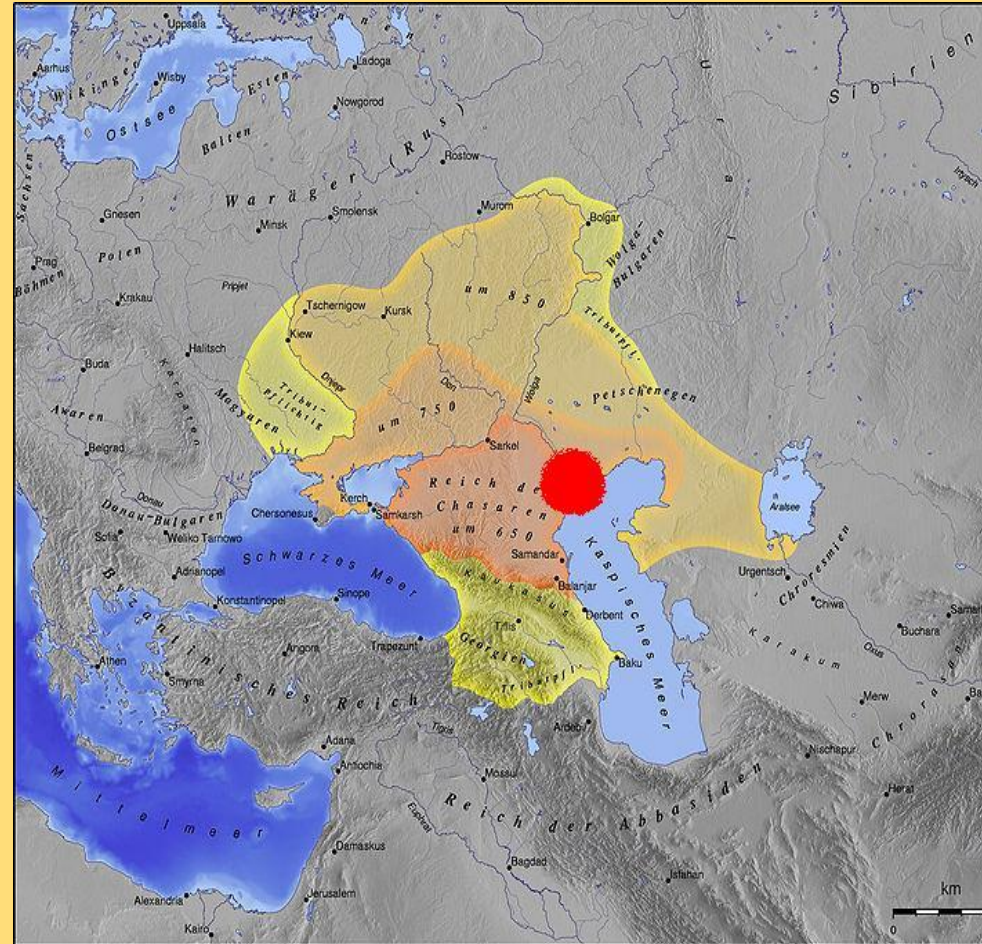 Finnen
Uppsala
Aarhus
Wikinger
Wisby
Ostsee
Esten
Ladoga
Nowgorod
Balten
Sachsen
Waräger (Rus)
Rostow
Ural
Sibirien
Irtysch
Gnesen
Polen
Minsk
Smolensk
Murom
Bolgar
Wolga-
Bulgaren
Prag
Böhmen
Krakau
Pripjet
Tschernigow
Kursk
um 850
Tributpfl.
Kiew
Halitsch
Buda
Karpaten
Dnjepr
Tribut-
pflichtig
Magyaren
Don
um 750
Wolga
Petschenegen
Awaren
Belgrad
Sarkel
Reich de
Chasaren
um 650
Aralsee
Donau
Donau-Bulgaren
Sofia
Weliko Tarnowo
Kerch
Samkarsh
Chersonesus
Samandar
Balanjar
Kaspisches Meer
Urgentsch
Chroresmien
Chiwa
Adrianopel
Schwarzes Meer
Konstantinopel
Sinope
Kaukasus
Derbent
Tiflis
Georgien
Tributpfl.
Baku
Buchara
Oxus
Karakum
Trapezunt
Byzantinisches Reich
Angora
Athen
Smyrna
Ardebil
Merw
Chrorasan
Adana
Antiochia
Tigris
Mossul
Nischapur
Herat
Mittelmeer
Euphrat
Reich der Abbasiden
Damaskus
Bagdad
Isfahan
Jerusalem
Alexandria
Kairo
km
0